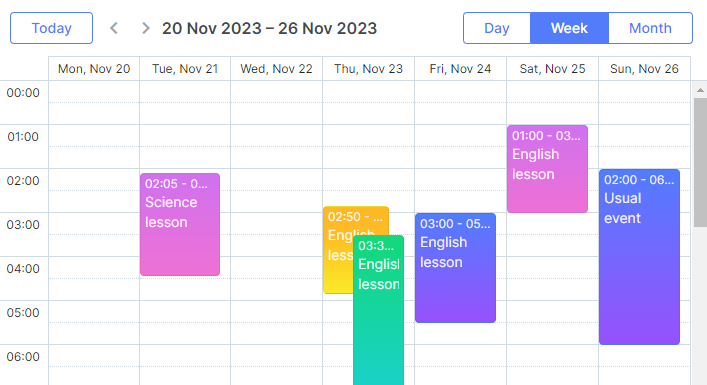 Today
20 Nov 2023 – 26 Nov 2023
Day
Week
Month
Mon, Nov 20
Tue, Nov 21
Wed, Nov 22
Thu, Nov 23
Fri, Nov 24
Sat, Nov 25
Sun, Nov 26
00:00
01:00
02:00
03:00
04:00
05:00
06:00
02:05 - 0...
Science
lesson
02:50 - ...
English
less
03:3...
English
lesson
03:00 - 05...
English
lesson
01:00 - 03...
English
lesson
02:00 - 06...
Usual
event